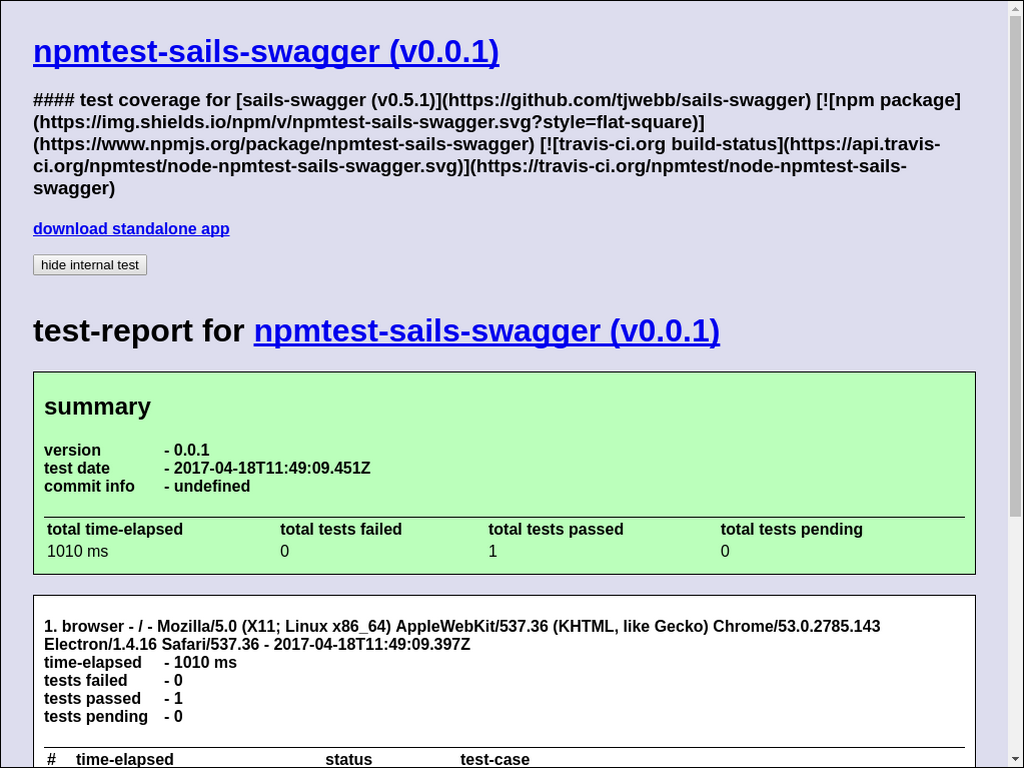 npmtest-sails-swagger (v0.0.1)
#### test coverage for [sails-swagger (v0.5.1)](https://github.com/tjwebb/sails-swagger) [![npm package]
(https://img.shields.io/npm/v/npmtest-sails-swagger.svg?style=flat-square)]
(https://www.npmjs.org/package/npmtest-sails-swagger) [![travis-ci.org build-status](https://api.travis-
ci.org/npmtest/node-npmtest-sails-swagger.svg)](https://travis-ci.org/npmtest/node-npmtest-sails-
swagger)
download standalone app
hide internal test
test-report for npmtest-sails-swagger (v0.0.1)
summary
version - 0.0.1
test date - 2017-04-18T11:49:09.451Z
commit info - undefined
total time-elapsed total tests failed total tests passed total tests pending
1010 ms 0 1 0
1. browser - / - Mozilla/5.0 (X11; Linux x86_64) AppleWebKit/537.36 (KHTML, like Gecko) Chrome/53.0.2785.143
Electron/1.4.16 Safari/537.36 - 2017-04-18T11:49:09.397Z
time-elapsed - 1010 ms
tests failed - 0
tests passed - 1
tests pending - 0
# time-elapsed status test-case